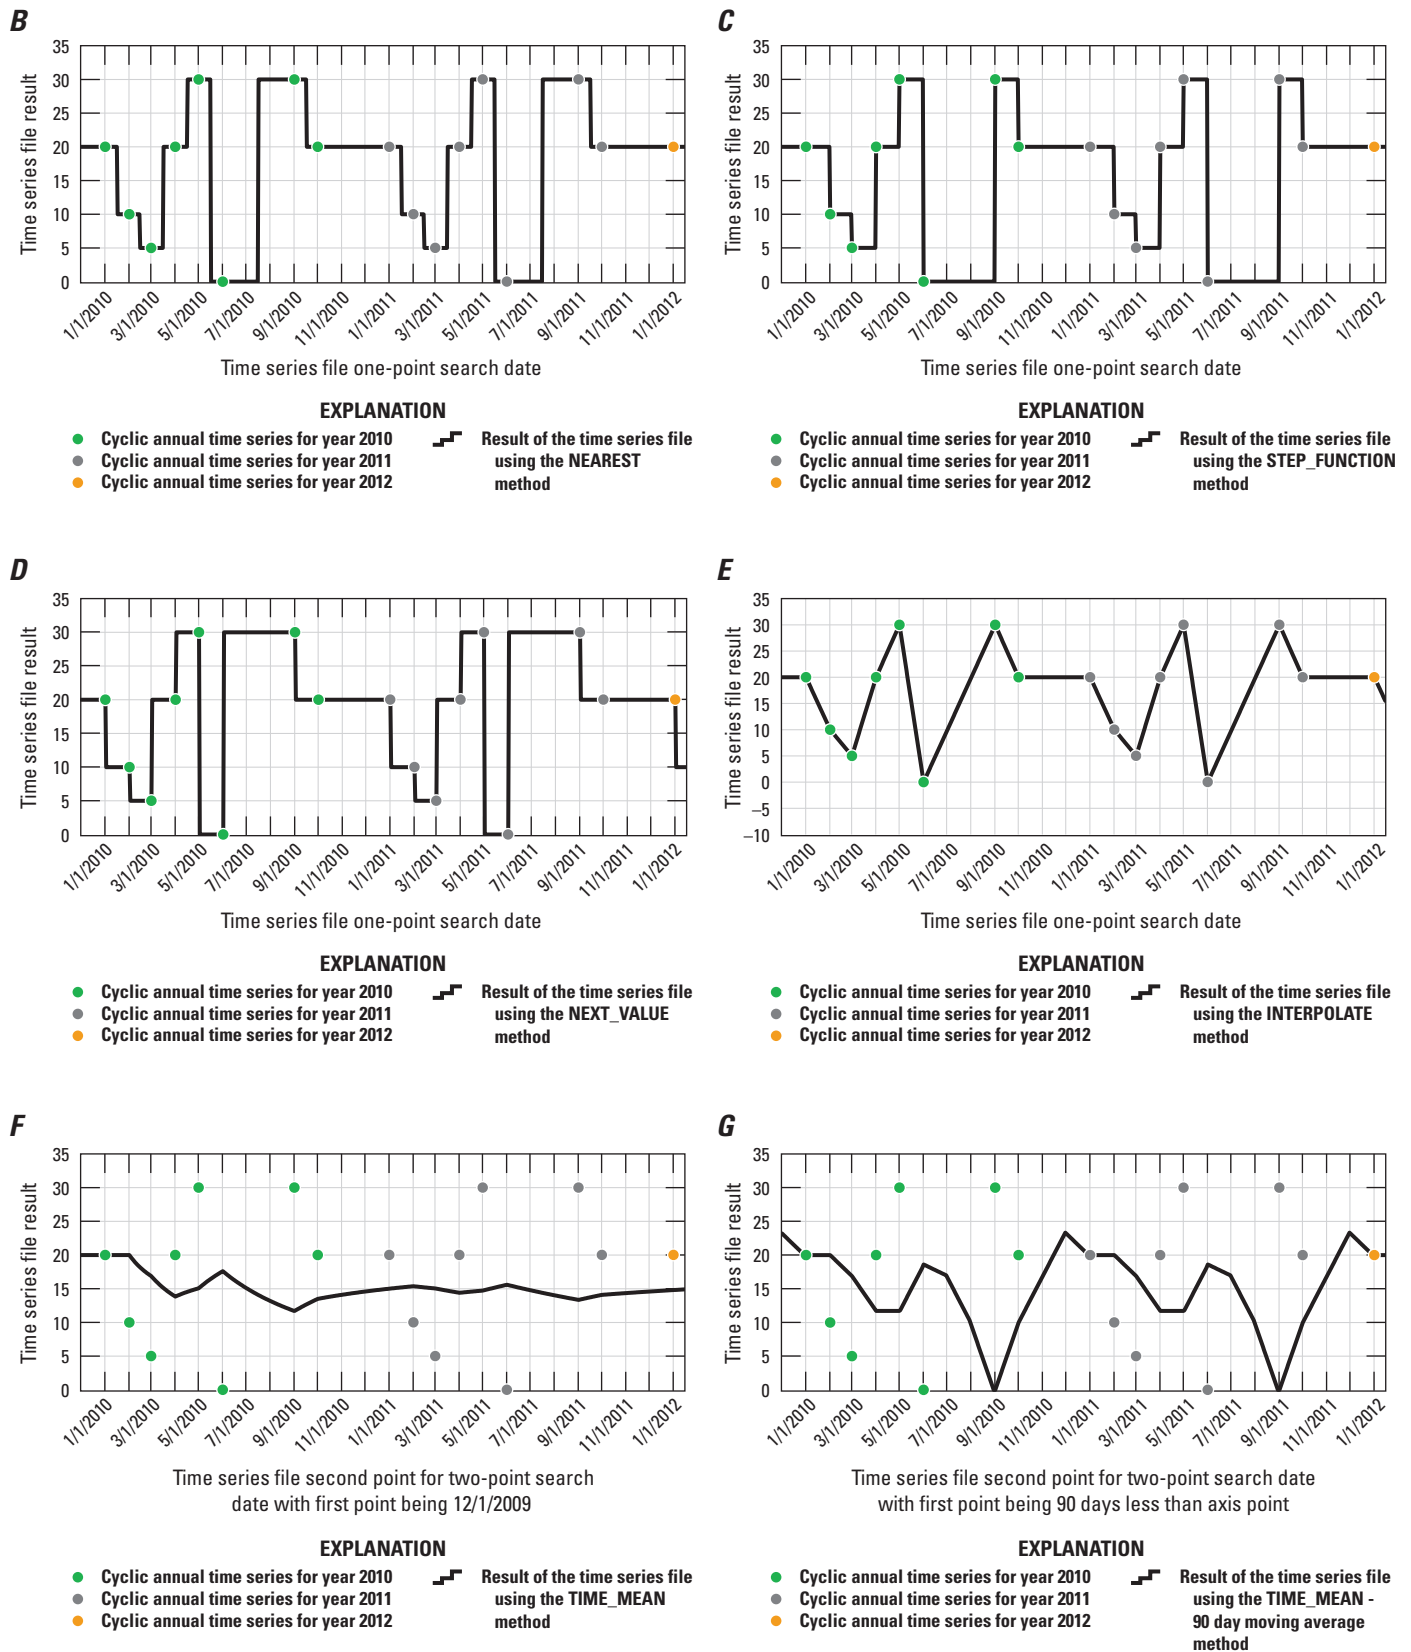 B
Time series file result
35
30
25
20
15
10
5
0
1/1/2010
3/1/2010
5/1/2010
7/1/2010
9/1/2010
11/1/2010
1/1/2011
3/1/2011
5/1/2011
7/1/2011
9/1/2011
11/1/2011
1/1/2012
Time series file one-point search date
EXPLANATION
Cyclic annual time series for year 2010
Cyclic annual time series for year 2011
Cyclic annual time series for year 2012
Result of the time series file
using the NEAREST
method
C
Time series file result
35
30
25
20
15
10
5
0
1/1/2010
3/1/2010
5/1/2010
7/1/2010
9/1/2010
11/1/2010
1/1/2011
3/1/2011
5/1/2011
7/1/2011
9/1/2011
11/1/2011
1/1/2012
Time series file one-point search date
EXPLANATION
Cyclic annual time series for year 2010
Cyclic annual time series for year 2011
Cyclic annual time series for year 2012
Result of the time series file
using the STEP_FUNCTION
method
D
Time series file result
35
30
25
20
15
10
5
0
1/1/2010
3/1/2010
5/1/2010
7/1/2010
9/1/2010
11/1/2010
1/1/2011
3/1/2011
5/1/2011
7/1/2011
9/1/2011
11/1/2011
1/1/2012
Time series file one-point search date
EXPLANATION
Cyclic annual time series for year 2010
Cyclic annual time series for year 2011
Cyclic annual time series for year 2012
Result of the time series file
using the NEXT_VALUE
method
E
Time series file result
35
30
25
20
15
10
5
0
−5
−10
1/1/2010
3/1/2010
5/1/2010
7/1/2010
9/1/2010
11/1/2010
1/1/2011
3/1/2011
5/1/2011
7/1/2011
9/1/2011
11/1/2011
1/1/2012
Time series file one-point search date
EXPLANATION
Cyclic annual time series for year 2010
Cyclic annual time series for year 2011
Cyclic annual time series for year 2012
Result of the time series file
using the INTERPOLATE
method
F
Time series file result
35
30
25
20
15
10
5
0
1/1/2010
3/1/2010
5/1/2010
7/1/2010
9/1/2010
11/1/2010
1/1/2011
3/1/2011
5/1/2011
7/1/2011
9/1/2011
11/1/2011
1/1/2012
Time series file second point for two-point search
date with first point being 12/1/2009
EXPLANATION
Cyclic annual time series for year 2010
Cyclic annual time series for year 2011
Cyclic annual time series for year 2012
Result of the time series file
using the TIME_MEAN
method
G
Time series file result
35
30
25
20
15
10
5
0
1/1/2010
3/1/2010
5/1/2010
7/1/2010
9/1/2010
11/1/2010
1/1/2011
3/1/2011
5/1/2011
7/1/2011
9/1/2011
11/1/2011
1/1/2012
Time series file second point for two-point search date
with first point being 90 days less than axis point
EXPLANATION
Cyclic annual time series for year 2010
Cyclic annual time series for year 2011
Cyclic annual time series for year 2012
Result of the time series file
using the TIME_MEAN -
90 day moving average
method